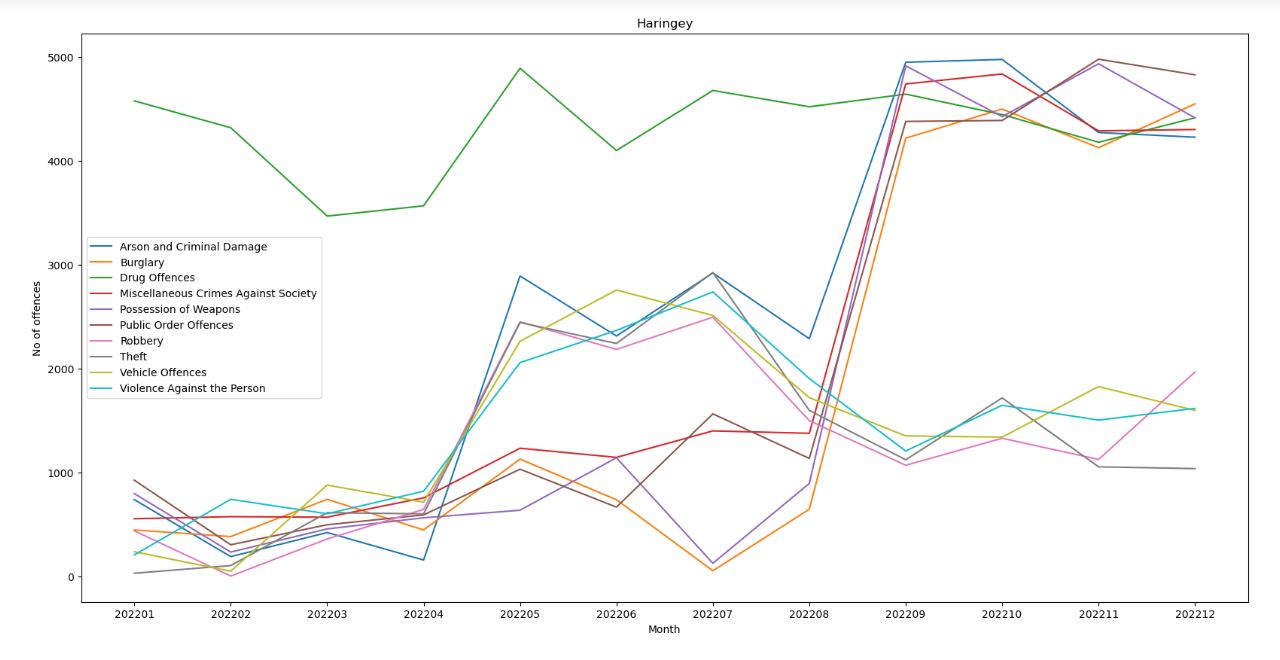 Haringey
5000
4000
3000
2000
1000
0
No of offences
Arson and Criminal Damage
Burglary
Drug Offences
Miscellaneous Crimes Against Society
Possession of Weapons
Public Order Offences
Robbery
Theft
Vehicle Offences
Violence Against the Person
202201 202202 202203 202204 202205 202206 202207 202208 202209 202210 202211 202212
Month